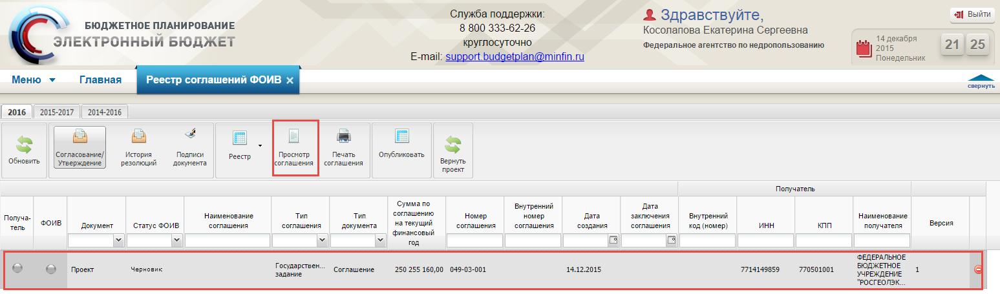 БЮДЖЕТНОЕ ПЛАНИРОВАНИЕ
ЭЛЕКТРОННЫЙ БЮДЖЕТ
Служба поддержки:
8 800 333-62-26
круглосуточно
E-mail: support.budgetplan@minfin.ru
Здравствуйте,
Косолапова Екатерина Сергеевна
Федеральное агентство по недропользованию
Выйти
14 декабря
2015
Понедельник
21 25
Меню
Главная
Реестр соглашений ФОИВ
свернуть
2016
2015-2017
2014-2016
Обновить
Согласование/
Утверждение
История
резолюций
Подписи
документа
Реестр
Просмотр
соглашения
Печать
соглашения
Опубликовать
Вернуть
проект
Получатель
Получа-
тель
ФОИВ
Документ
Статус ФОИВ
Наименование
соглашения
Тип
соглашения
Тип
документа
Сумма по
соглашению
на текущий
финансовый
год
Номер
соглашения
Внутренний
номер
соглашения
Дата
создания
Дата
заключения
соглашения
Внутренний
код (номер)
ИНН
КПП
Наименование
получателя
Версия
Проект
Черновик
Государствен...
задание
Соглашение
250 255 160,00
049-03-001
14.12.2015
7714149859
770501001
ФЕДЕРАЛЬНОЕ
БЮДЖЕТНОЕ
УЧРЕЖДЕНИЕ
"РОСГЕОЛЭК...
1